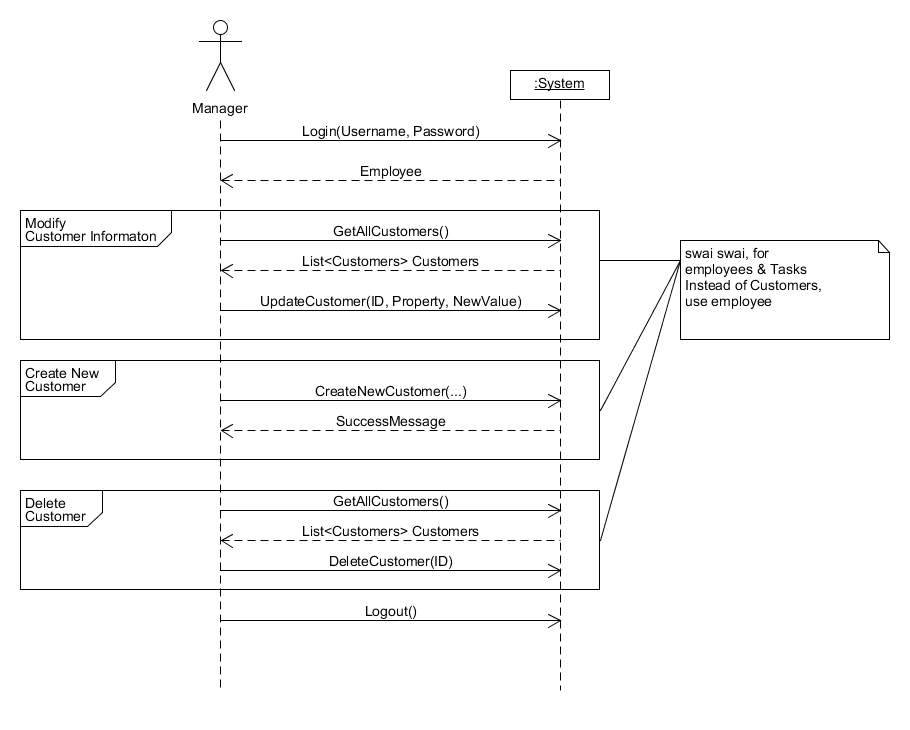 Manager
:System
Login(Username, Password)
Employee
Modify
Customer Informaton
GetAllCustomers()
List<Customers> Customers
UpdateCustomer(ID, Property, NewValue)
swai swai, for
employees & Tasks
Instead of Customers,
use employee
Create New
Customer
CreateNewCustomer(...)
SuccessMessage
Delete
Customer
GetAllCustomers()
List<Customers> Customers
DeleteCustomer(ID)
Logout()